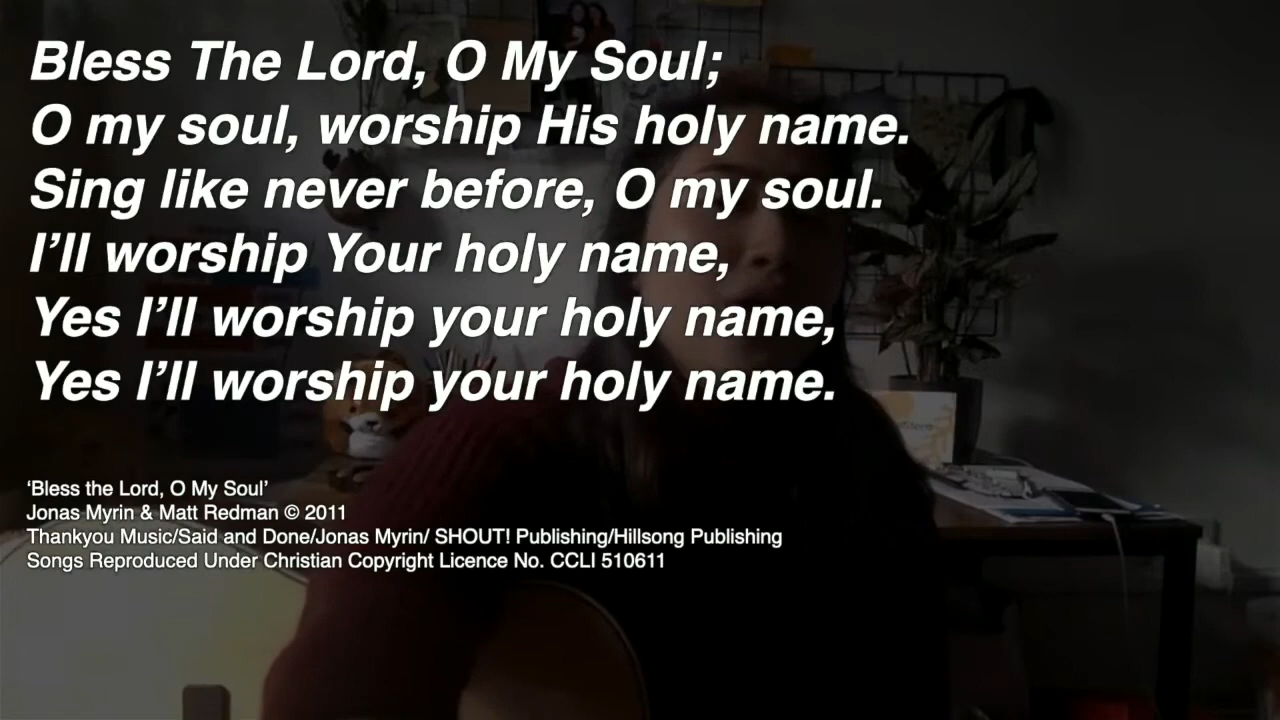 Bless The Lord, O My Soul;
O my soul, worship His holy name.
Sing like never before, O my soul.
I’ll worship Your holy name,
Yes I’ll worship your holy name,
Yes I’ll worship your holy name.
‘Bless the Lord, O My Soul’
Jonas Myrin & Matt Redman © 2011
Thankyou Music/Said and Done/Jonas Myrin/ SHOUT! Publishing/Hillsong Publishing
Songs Reproduced Under Christian Copyright Licence No. CCLI 510611